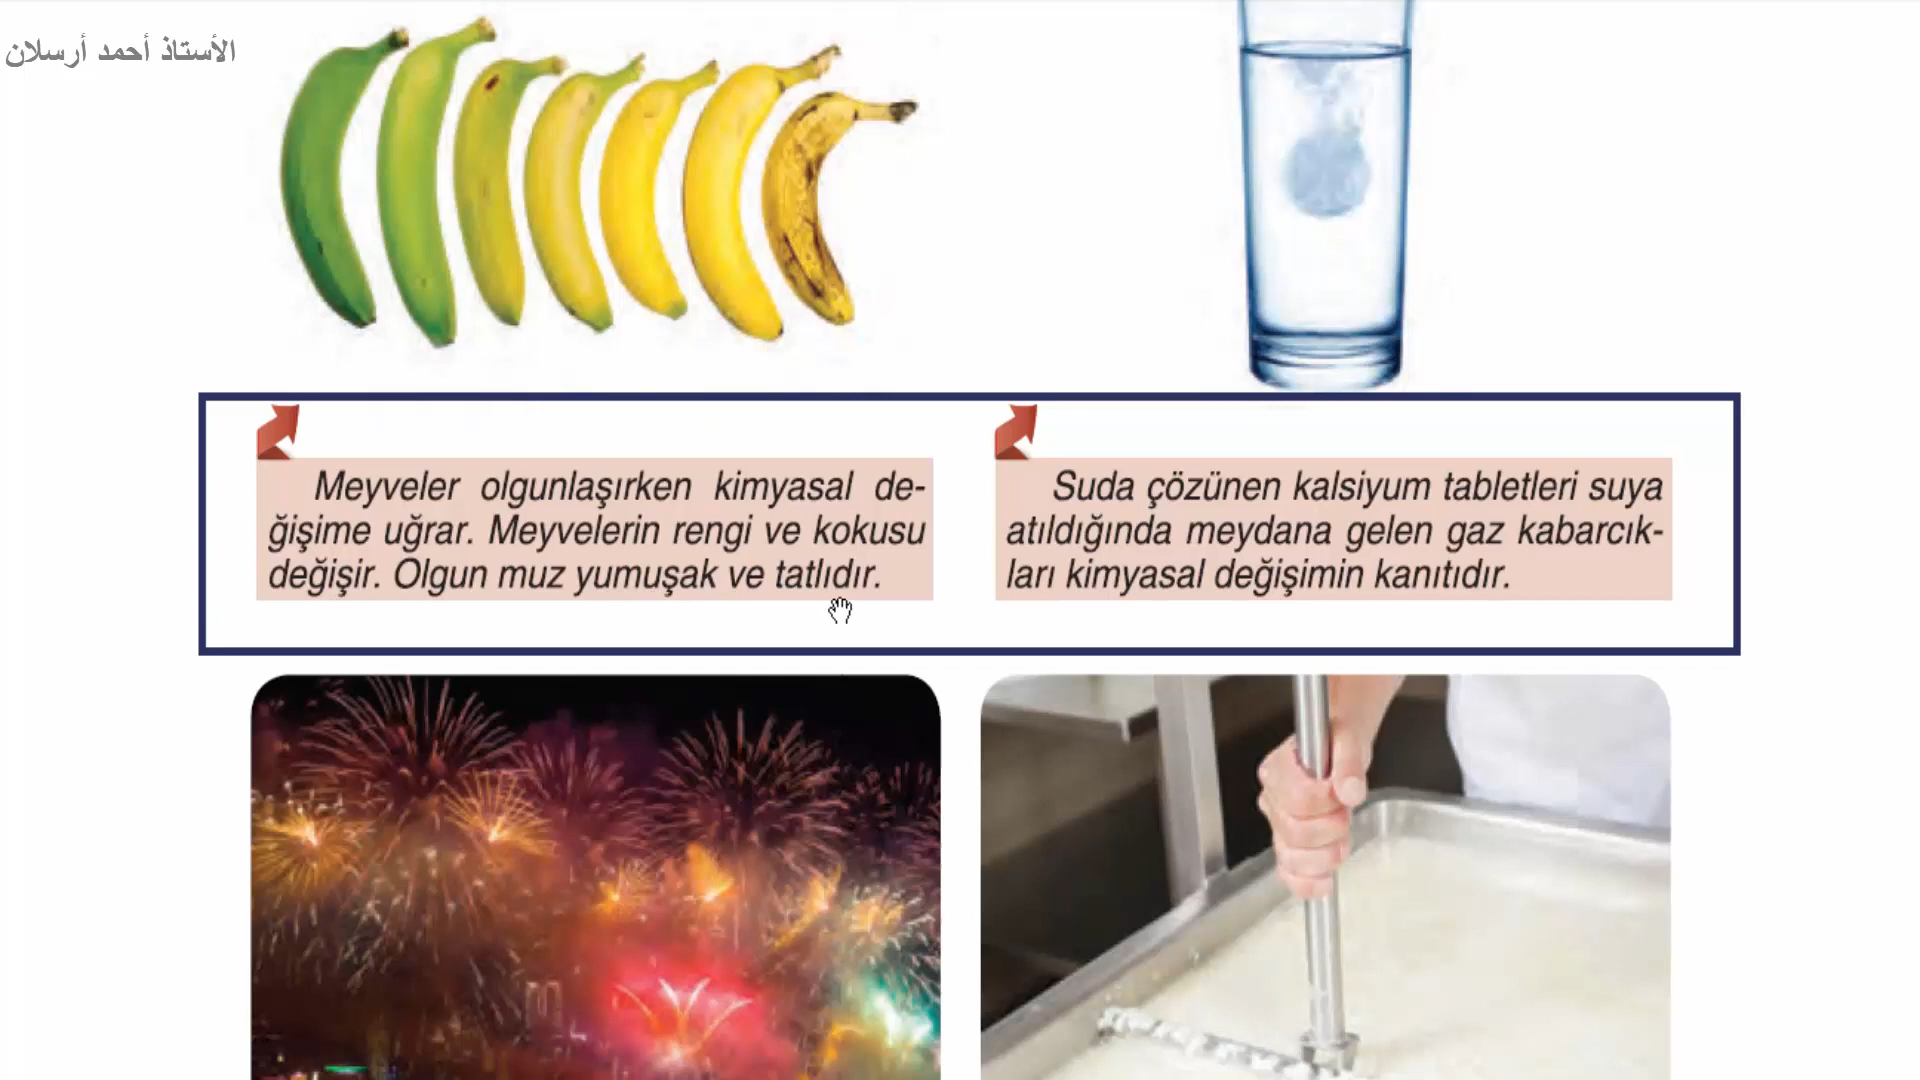 الأستاذ أحمد أرسلان
Meyveler olgunlaşırken kimyasal de-
ğişime uğrar. Meyvelerin rengi ve kokusu
değişir. Olgun muz yumuşak ve tatlıdır.
Suda çözünen kalsiyum tabletleri suya
atıldığında meydana gelen gaz kabarcık-
ları kimyasal değişimin kanıtıdır.